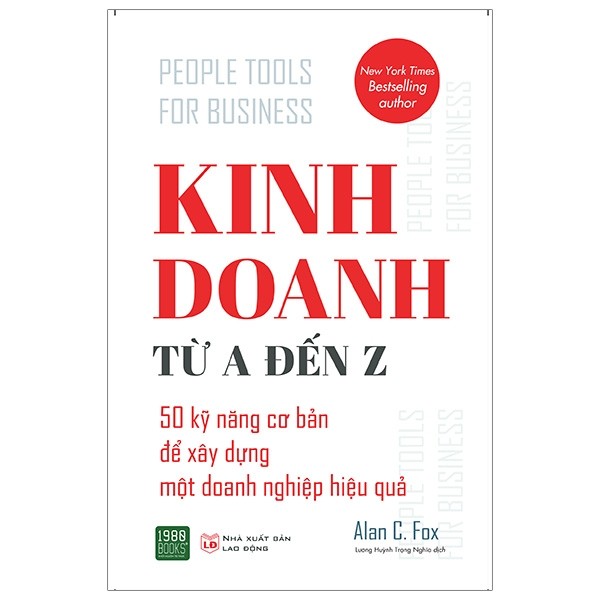 PEOPLE TOOLS
FOR BUSINESS
New York Times
Bestselling
author
PEOPLE TOOLS
FOR BUSINESS
KINH
DOANH
TỪ A ĐẾN Z
50 kỹ năng cơ bản
để xây dựng
một doanh nghiệp hiệu quả
PEOPLE TOOLS
FOR BUSINESS
Alan C. Fox
Lương Huỳnh Trọng Nghĩa dịch
1980
BOOKS
LĐ
NHÀ XUẤT BẢN
LAO ĐỘNG